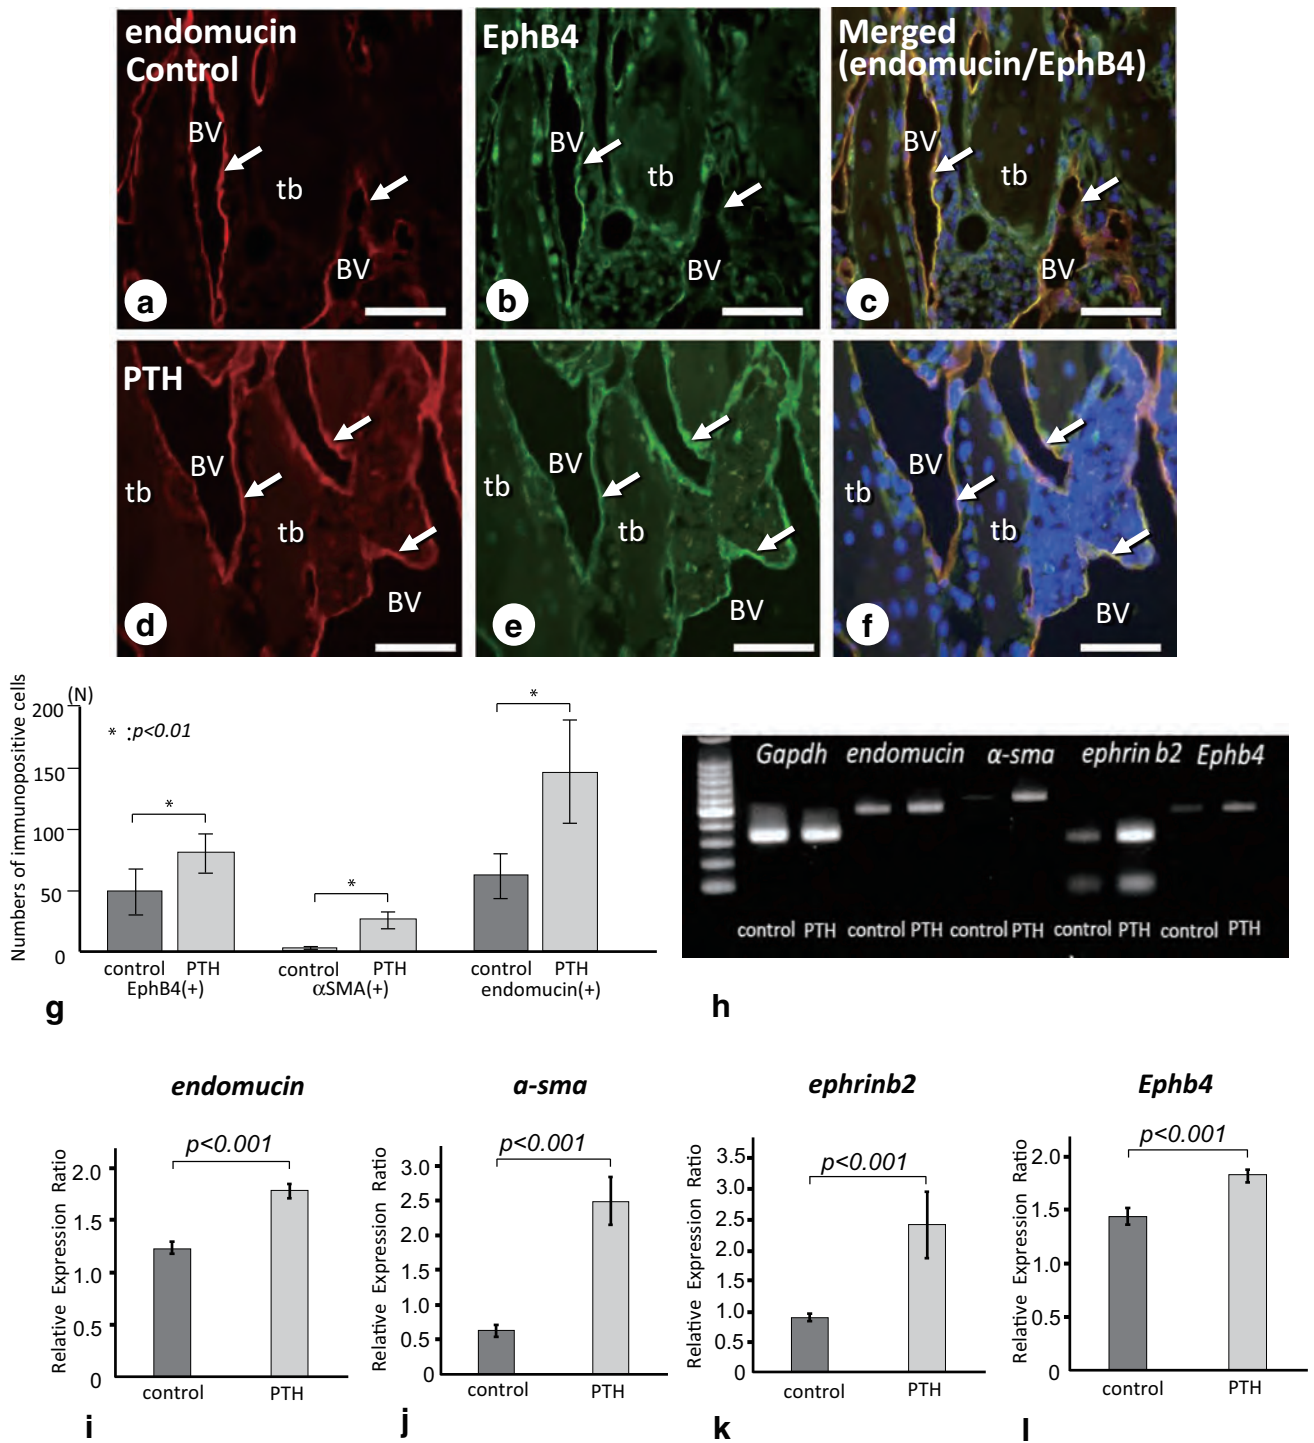 endomucin
Control
BV
tb
BV
a
EphB4
BV
tb
BV
b
Merged
(endomucin/EphB4)
BV
tb
BV
c
PTH
BV
tb
tb
BV
d
BV
tb
tb
BV
e
BV
tb
tb
BV
f
Numbers of immunopositive cells
(N)
200
150
100
50
0
* :p<0.01
*
*
*
control PTH control PTH control PTH
EphB4(+) αSMA(+) endomucin(+)
g
Gapdh endomucin α-sma ephrin b2 Ephb4
control PTH control PTH control PTH control PTH control PTH
h
endomucin
p<0.001
Relative Expression Ratio
2.0
1.5
1.0
0.5
0
control PTH
i
α-sma
p<0.001
Relative Expression Ratio
3.0
2.5
2.0
1.5
1.0
0.5
0
control PTH
j
ephrinb2
p<0.001
Relative Expression Ratio
3.5
3.0
2.5
2.0
1.5
1.0
0.5
0
control PTH
k
Ephb4
p<0.001
Relative Expression Ratio
2.0
1.5
1.0
0.5
0
control PTH
l